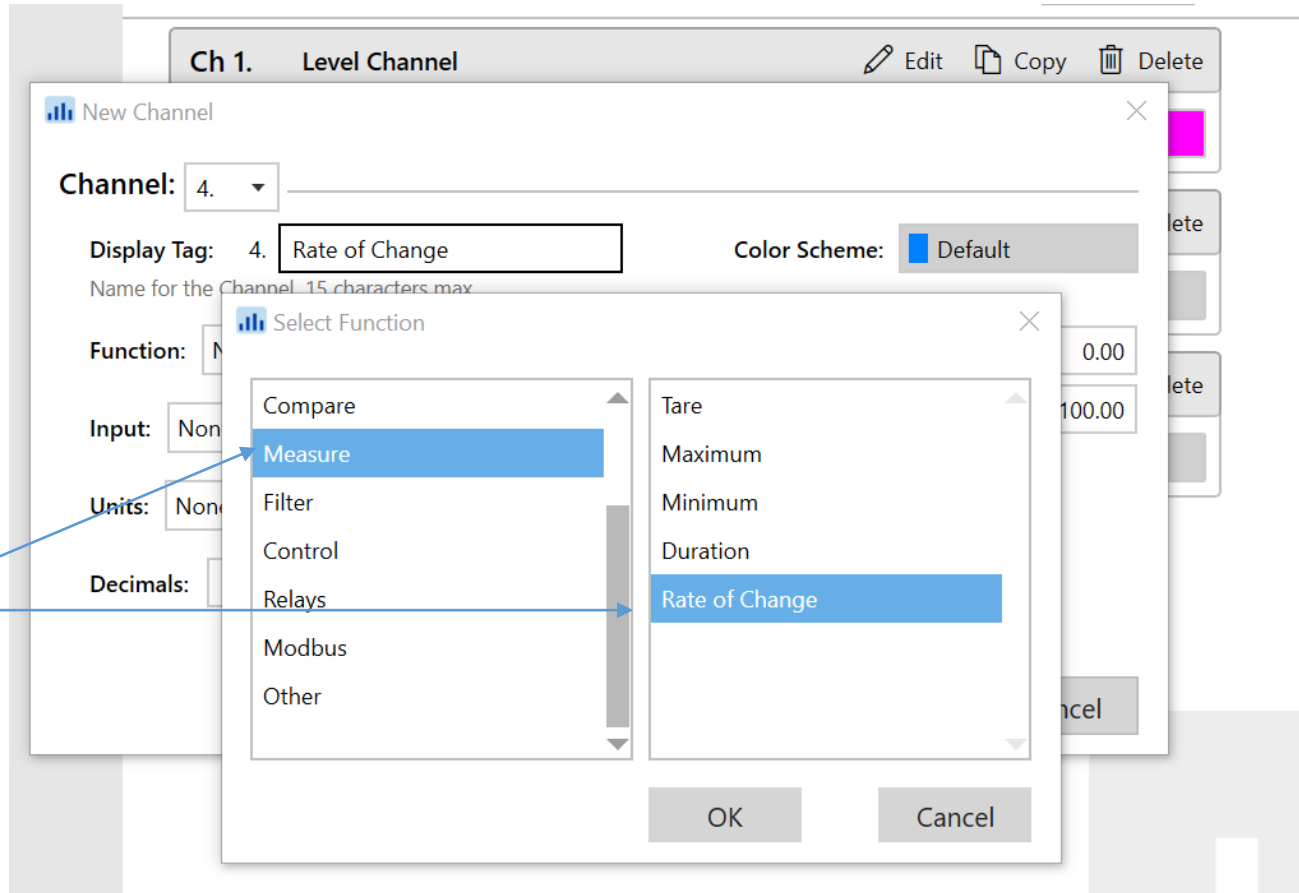 Ch 1. Level Channel Edit Copy Delete
New Channel
Channel: 4.
Display Tag: 4. Rate of Change Color Scheme: Default
Name for the Channel, 15 characters max
Select Function
Function: 0.00
Input: 100.00
Units:
Decimals:
Compare
Measure
Filter
Control
Relays
Modbus
Other
Tare
Maximum
Minimum
Duration
Rate of Change
OK Cancel